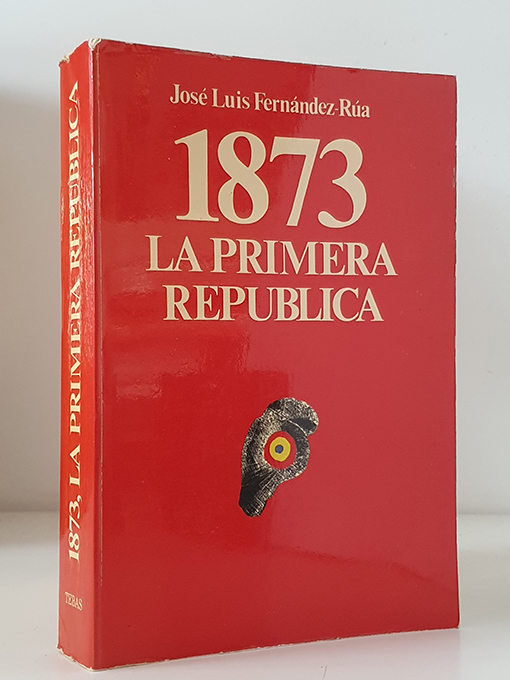 José Luis Fernández-Rúa
1873
LA PRIMERA
REPUBLICA
1873, LA PRIMERA REPUBLICA
TEBAS